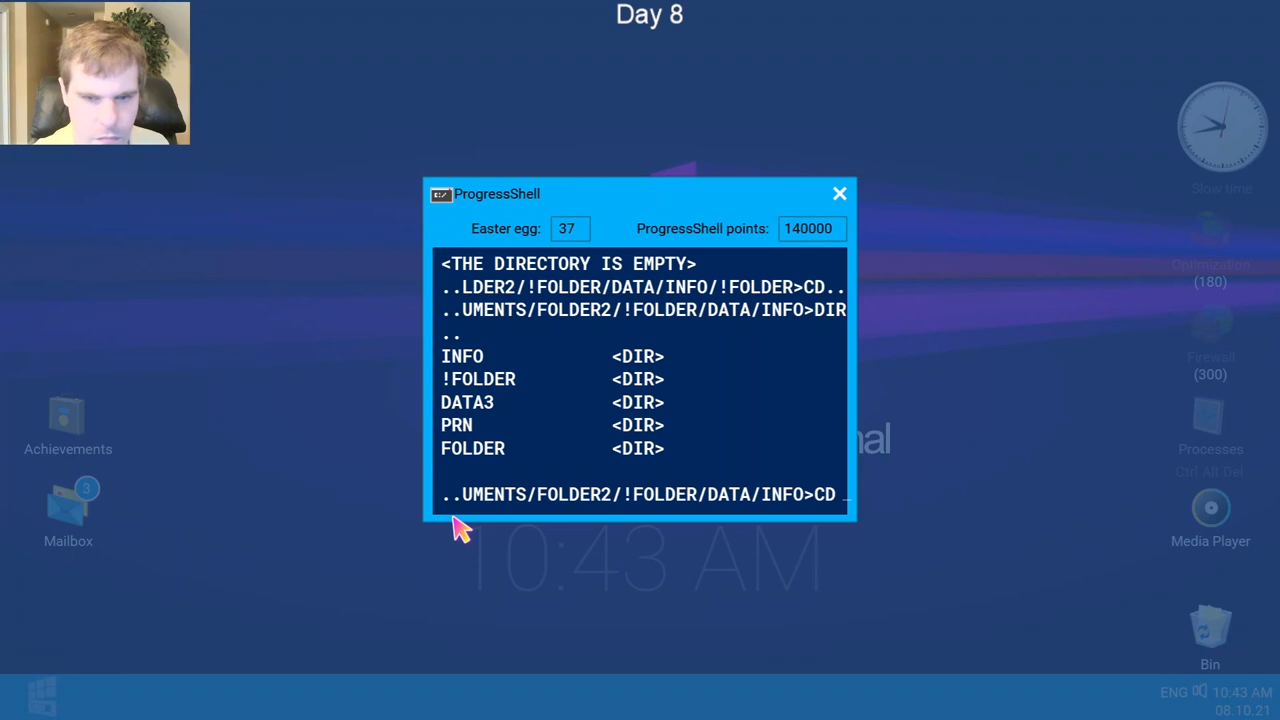 Day 8
ProgressShell
Easter egg: 37 ProgressShell points: 140000
<THE DIRECTORY IS EMPTY>
..LDER2/!FOLDER/DATA/INFO/!FOLDER>CD..
..UMENTS/FOLDER2/!FOLDER/DATA/INFO>DIR
..
INFO <DIR>
!FOLDER <DIR>
DATA3 <DIR>
PRN <DIR>
FOLDER <DIR>
..UMENTS/FOLDER2/!FOLDER/DATA/INFO>CD _
nal
10:43 AM
Achievements
3
Mailbox
Slow time
Optimization
(180)
Firewall
(300)
Processes
Ctrl Alt Del
Media Player
Bin
ENG 10:43 AM
08.10.21